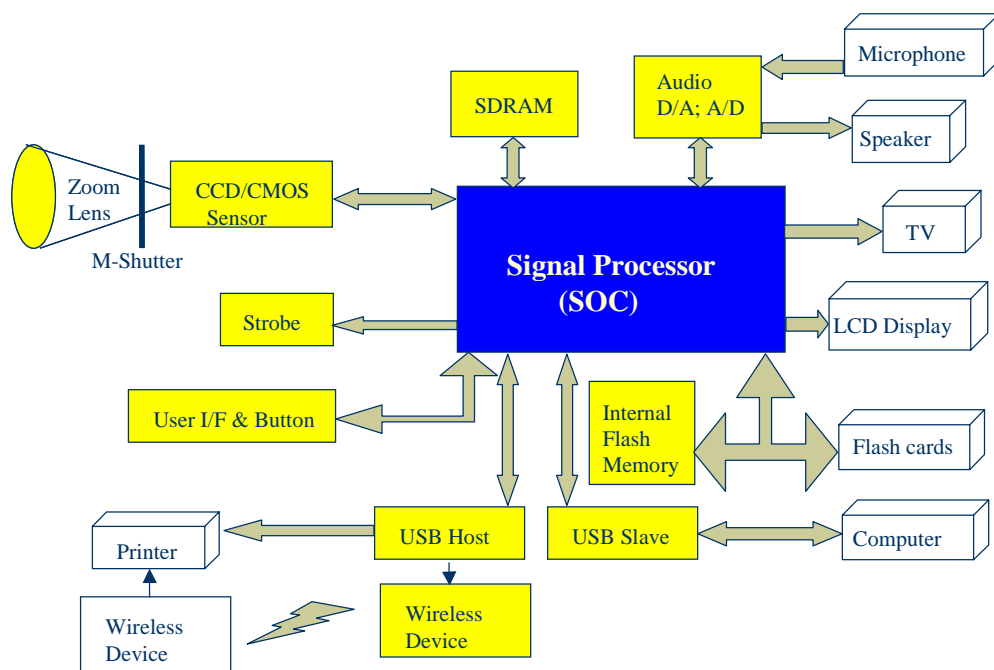 Microphone
Audio
D/A; A/D
SDRAM
Speaker
Zoom
Lens
CCD/CMOS
Sensor
TV
M-Shutter
Signal Processor
(SOC)
Strobe
LCD Display
User I/F & Button
Internal
Flash
Memory
Flash cards
Printer
USB Host
USB Slave
Computer
Wireless
Device
Wireless
Device